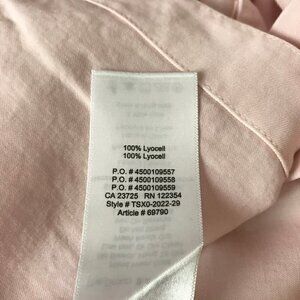 100% Lyocell
100% Lyocell
P.O. # 4500109557
P.O. # 4500109558
P.O. # 4500109559
CA 23725 RN 122354
Style # TSX0-2022-29
Article # 69790